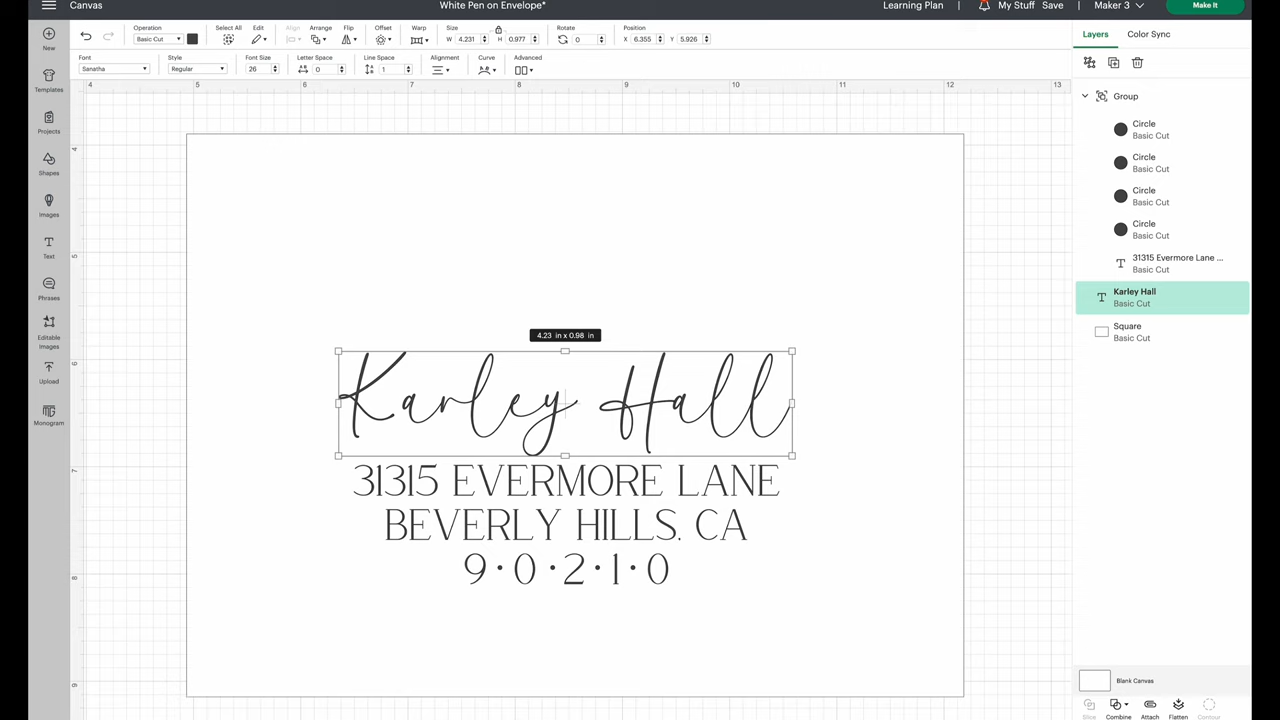 Canvas
White Pen on Envelope*
Learning Plan | My Stuff Save | Maker 3 Make It
New
Templates
Projects
Shapes
Images
Text
Phrases
Editable
Images
Upload
Monogram
Operation
Basic Cut
Select All
Edit
Align
Arrange
Flip
Offset
Warp
Size
W 4.231 H 0.977
Rotate
0
Position
X 6.355 Y 5.926
Font
Sanatha
Style
Regular
Font Size
26
Letter Space
0
Line Space
1
Alignment
Curve
Advanced
4 5 6 7 8 9 10 11 12 13
4
5
6
7
8
9
4.23 in x 0.98 in
Karley Hall
31315 EVERMORE LANE
BEVERLY HILLS, CA
9·0·2·1·0
Layers Color Sync
Group
Circle
Basic Cut
Circle
Basic Cut
Circle
Basic Cut
Circle
Basic Cut
31315 Evermore Lane ...
Basic Cut
Karley Hall
Basic Cut
Square
Basic Cut
Blank Canvas
Slice Combine Attach Flatten Contour